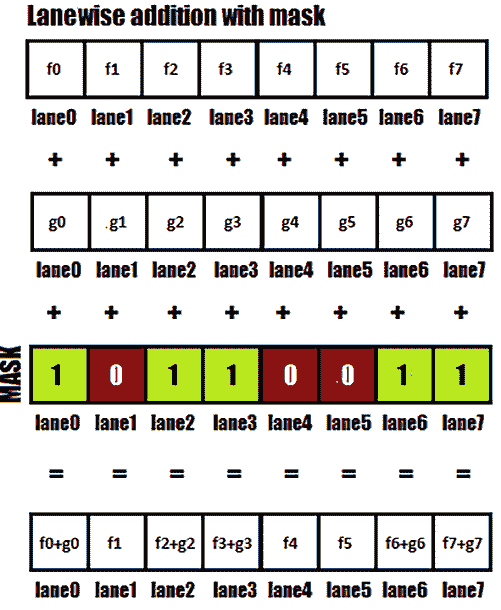 Lanewise addition with mask
f0 f1 f2 f3 f4 f5 f6 f7
lane0 lane1 lane2 lane3 lane4 lane5 lane6 lane7
+ + + + + + + +
g0 g1 g2 g3 g4 g5 g6 g7
lane0 lane1 lane2 lane3 lane4 lane5 lane6 lane7
+ + + + + + + +
MASK
1 0 1 1 0 0 1 1
lane0 lane1 lane2 lane3 lane4 lane5 lane6 lane7
= = = = = = = =
f0+g0 f1 f2+g2 f3+g3 f4 f5 f6+g6 f7+g7
lane0 lane1 lane2 lane3 lane4 lane5 lane6 lane7